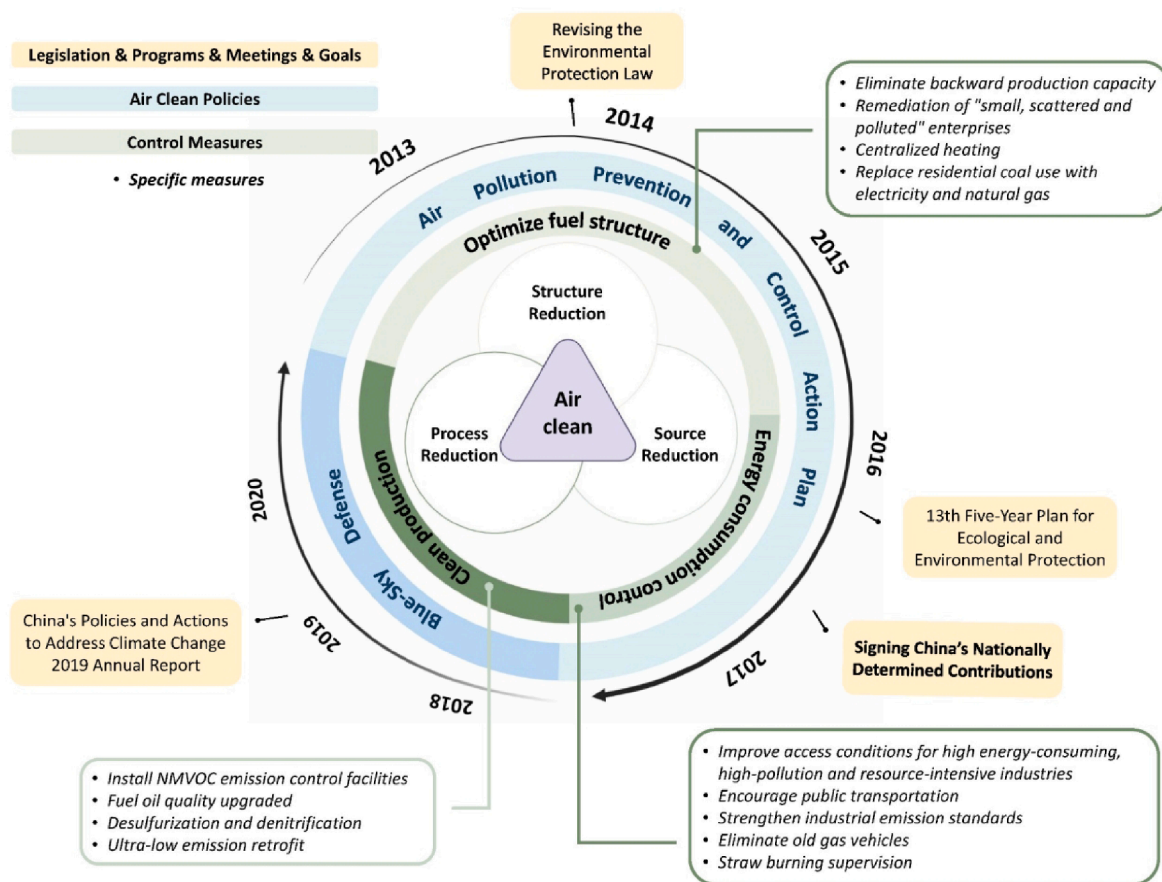 Legislation & Programs & Meetings & Goals
Air Clean Policies
Control Measures
• Specific measures
Revising the
Environmental
Protection Law
• Eliminate backward production capacity
• Remediation of "small, scattered and
polluted" enterprises
• Centralized heating
• Replace residential coal use with
electricity and natural gas
2013
2014
2015
2016
2017
2018
2019
2020
Air Pollution Prevention and Control Action Plan
Blue-Sky Defense
Optimize fuel structure
Energy consumption control
Clean production
Structure
Reduction
Process
Reduction
Source
Reduction
Air
clean
13th Five-Year Plan for
Ecological and
Environmental Protection
Signing China’s Nationally
Determined Contributions
China's Policies and Actions
to Address Climate Change
2019 Annual Report
• Install NMVOC emission control facilities
• Fuel oil quality upgraded
• Desulfurization and denitrification
• Ultra-low emission retrofit
• Improve access conditions for high energy-consuming,
high-pollution and resource-intensive industries
• Encourage public transportation
• Strengthen industrial emission standards
• Eliminate old gas vehicles
• Straw burning supervision